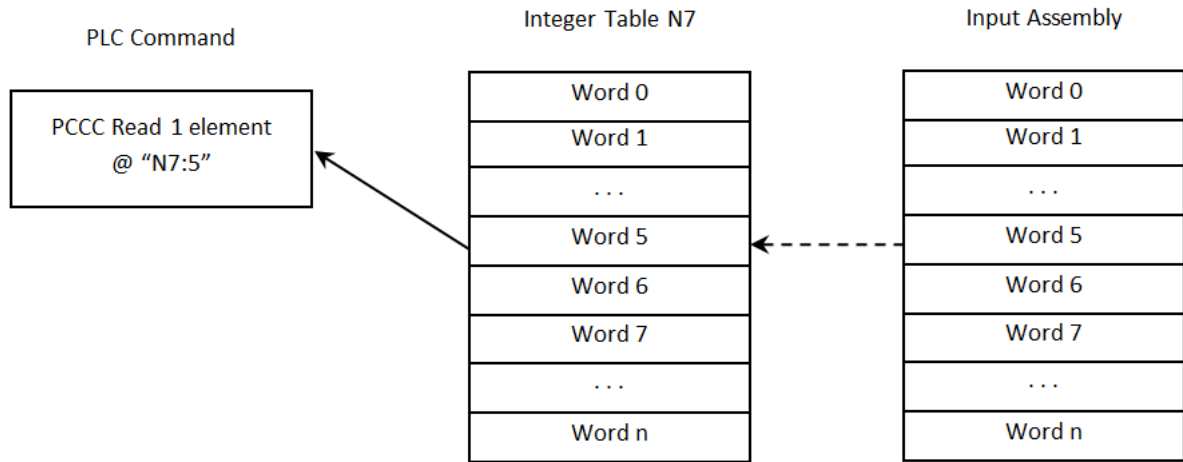 PLC Command
PCCC Read 1 element
@ “N7:5”
Integer Table N7
Word 0
Word 1
. . .
Word 5
Word 6
Word 7
. . .
Word n
Input Assembly
Word 0
Word 1
. . .
Word 5
Word 6
Word 7
. . .
Word n